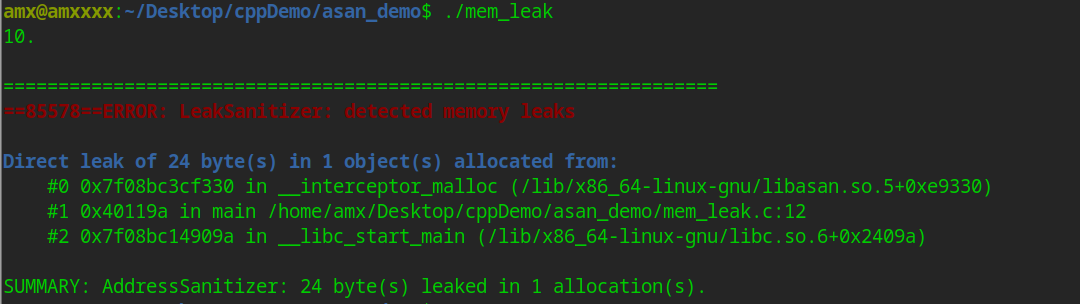 amx@amxxxx:~/Desktop/cppDemo/asan_demo$ ./mem_leak
10.
=================================================================
==85578==ERROR: LeakSanitizer: detected memory leaks
Direct leak of 24 byte(s) in 1 object(s) allocated from:
    #0 0x7f08bc3cf330 in __interceptor_malloc (/lib/x86_64-linux-gnu/libasan.so.5+0xe9330)
    #1 0x40119a in main /home/amx/Desktop/cppDemo/asan_demo/mem_leak.c:12
    #2 0x7f08bc14909a in __libc_start_main (/lib/x86_64-linux-gnu/libc.so.6+0x2409a)
SUMMARY: AddressSanitizer: 24 byte(s) leaked in 1 allocation(s).